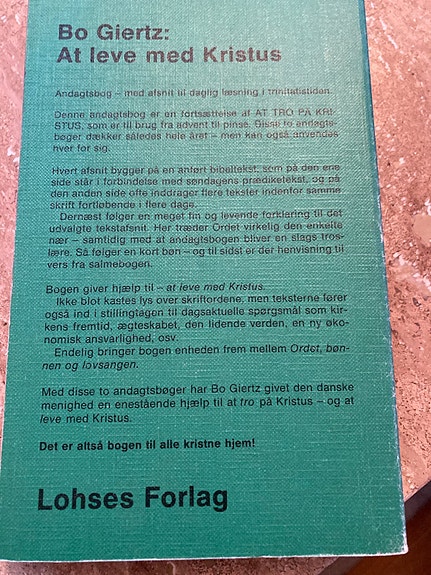 Bo Giertz:
At leve med Kristus
Andagtsbog – med afsnit til daglig læsning i trinitatistiden.
Denne andagtsbog er en fortsættelse af AT TRO PÅ KRI-
STUS, som er til brug fra advent til pinse. Disse to andagts-
bøger dækker således hele året – men kan også anvendes
hver for sig.
Hvert afsnit bygger på en anført bibeltekst, som på den ene
side står i forbindelse med søndagens prædiketekst, og på
den anden side ofte inddrager flere tekster indenfor samme
skrift fortløbende i flere dage.
Dernæst følger en meget fin og levende forklaring til det
udvalgte tekstafsnit. Her træder Ordet virkelig den enkelte
nær – samtidig med at andagtsbogen bliver en slags tros-
lære. Så følger en kort bøn – og til sidst er der henvisning til
vers fra salmebogen.
Bogen giver hjælp til – at leve med Kristus.
Ikke blot kastes lys over skriftordene, men teksterne fører
også ind i stillingtagen til dagsaktuelle spørgsmål som kir-
kens fremtid, ægteskabet, den lidende verden, en ny øko-
nomisk ansvarlighed, osv.
Endelig bringer bogen enheden frem mellem Ordet, bøn-
nen og lovsangen.
Med disse to andagtsbøger har Bo Giertz givet den danske
menighed en enestående hjælp til at tro på Kristus – og at
leve med Kristus.
Det er altså bogen til alle kristne hjem!
Lohses Forlag